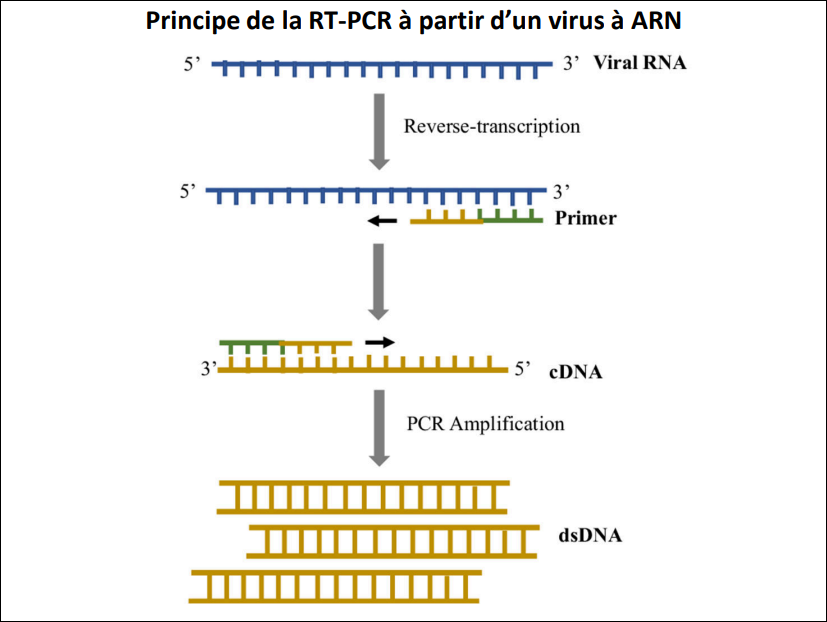 Principe de la RT-PCR à partir d’un virus à ARN
5’ 3’ Viral RNA
Reverse-transcription
5’ 3’
Primer
3’ 5’ cDNA
PCR Amplification
dsDNA